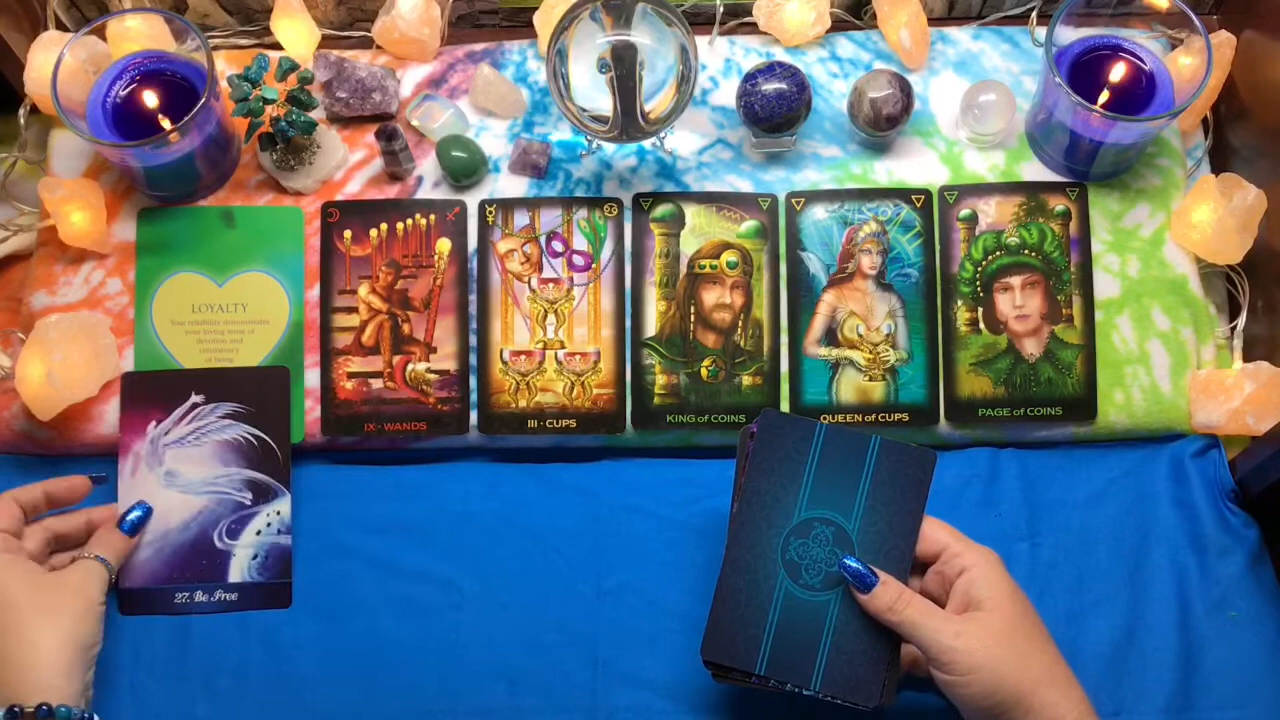 LOYALTY
Your reliability demonstrates
your loving sense of
devotion and
consistency
of being.
IX · WANDS
III · CUPS
KING of COINS
QUEEN of CUPS
PAGE of COINS
27. Be Free